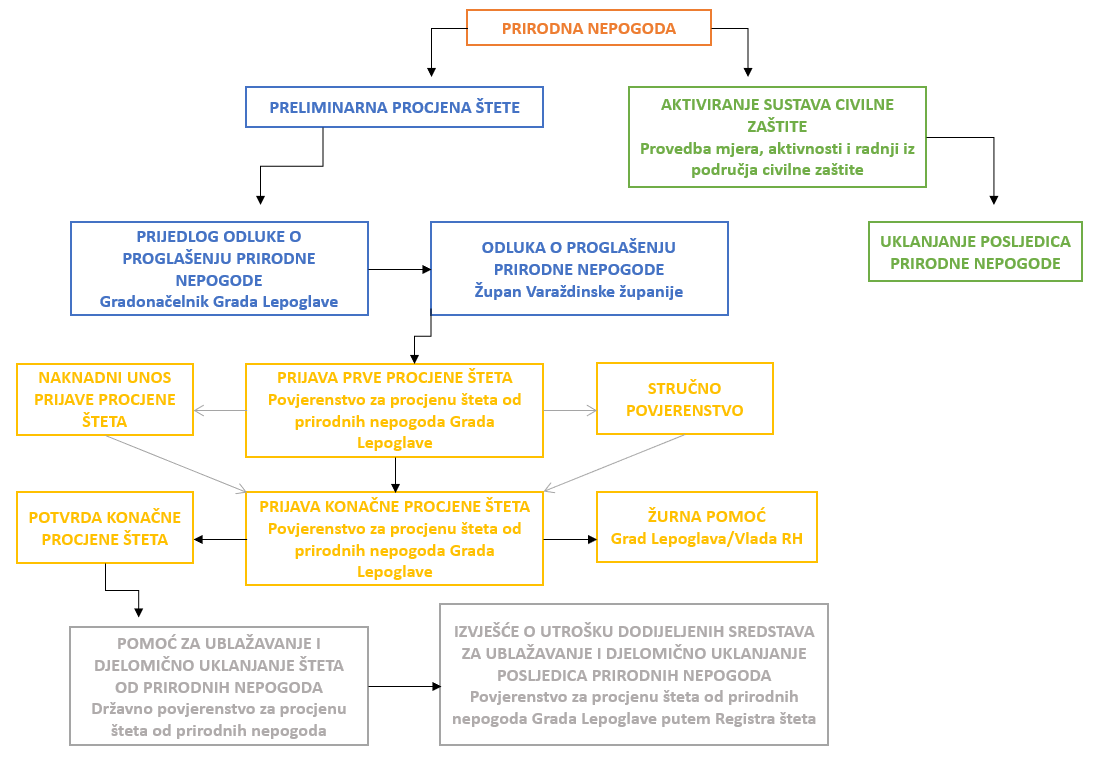 PRIRODNA NEPOGODA
PRELIMINARNA PROCJENA ŠTETE
AKTIVIRANJE SUSTAVA CIVILNE
ZAŠTITE
Provedba mjera, aktivnosti i radnji iz
područja civilne zaštite
PRIJEDLOG ODLUKE O
PROGLAŠENJU PRIRODNE
NEPOGODE
Gradonačelnik Grada Lepoglave
ODLUKA O PROGLAŠENJU
PRIRODNE NEPOGODE
Župan Varaždinske županije
UKLANJANJE POSLJEDICA
PRIRODNE NEPOGODE
NAKNADNI UNOS
PRIJAVE PROCJENE
ŠTETA
PRIJAVA PRVE PROCJENE ŠTETA
Povjerenstvo za procjenu šteta od
prirodnih nepogoda Grada
Lepoglave
STRUČNO
POVJERENSTVO
POTVRDA KONAČNE
PROCJENE ŠTETA
PRIJAVA KONAČNE PROCJENE ŠTETA
Povjerenstvo za procjenu šteta od
prirodnih nepogoda Grada
Lepoglave
ŽURNA POMOĆ
Grad Lepoglava/Vlada RH
POMOĆ ZA UBLAŽAVANJE I
DJELOMIČNO UKLANJANJE ŠTETA
OD PRIRODNIH NEPOGODA
Državno povjerenstvo za procjenu
šteta od prirodnih nepogoda
IZVJEŠĆE O UTROŠKU DODIJELJENIH SREDSTAVA
ZA UBLAŽAVANJE I DJELOMIČNO UKLANJANJE
POSLJEDICA PRIRODNIH NEPOGODA
Povjerenstvo za procjenu šteta od prirodnih
nepogoda Grada Lepoglave putem Registra šteta